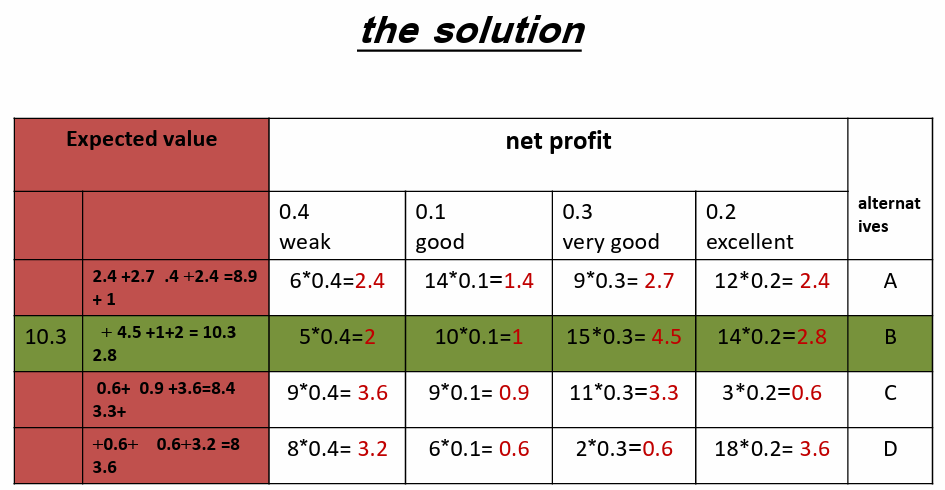 the solution
Expected value
net profit
alternat
ives
0.4
weak
0.1
good
0.3
very good
0.2
excellent
2.4 +2.7 .4 +2.4 =8.9
+ 1
6*0.4=2.4
14*0.1=1.4
9*0.3= 2.7
12*0.2= 2.4
A
10.3
+ 4.5 +1+2 = 10.3
2.8
5*0.4=2
10*0.1=1
15*0.3= 4.5
14*0.2=2.8
B
0.6+ 0.9 +3.6=8.4
3.3+
9*0.4= 3.6
9*0.1= 0.9
11*0.3=3.3
3*0.2=0.6
C
+0.6+ 0.6+3.2 =8
3.6
8*0.4= 3.2
6*0.1= 0.6
2*0.3=0.6
18*0.2= 3.6
D